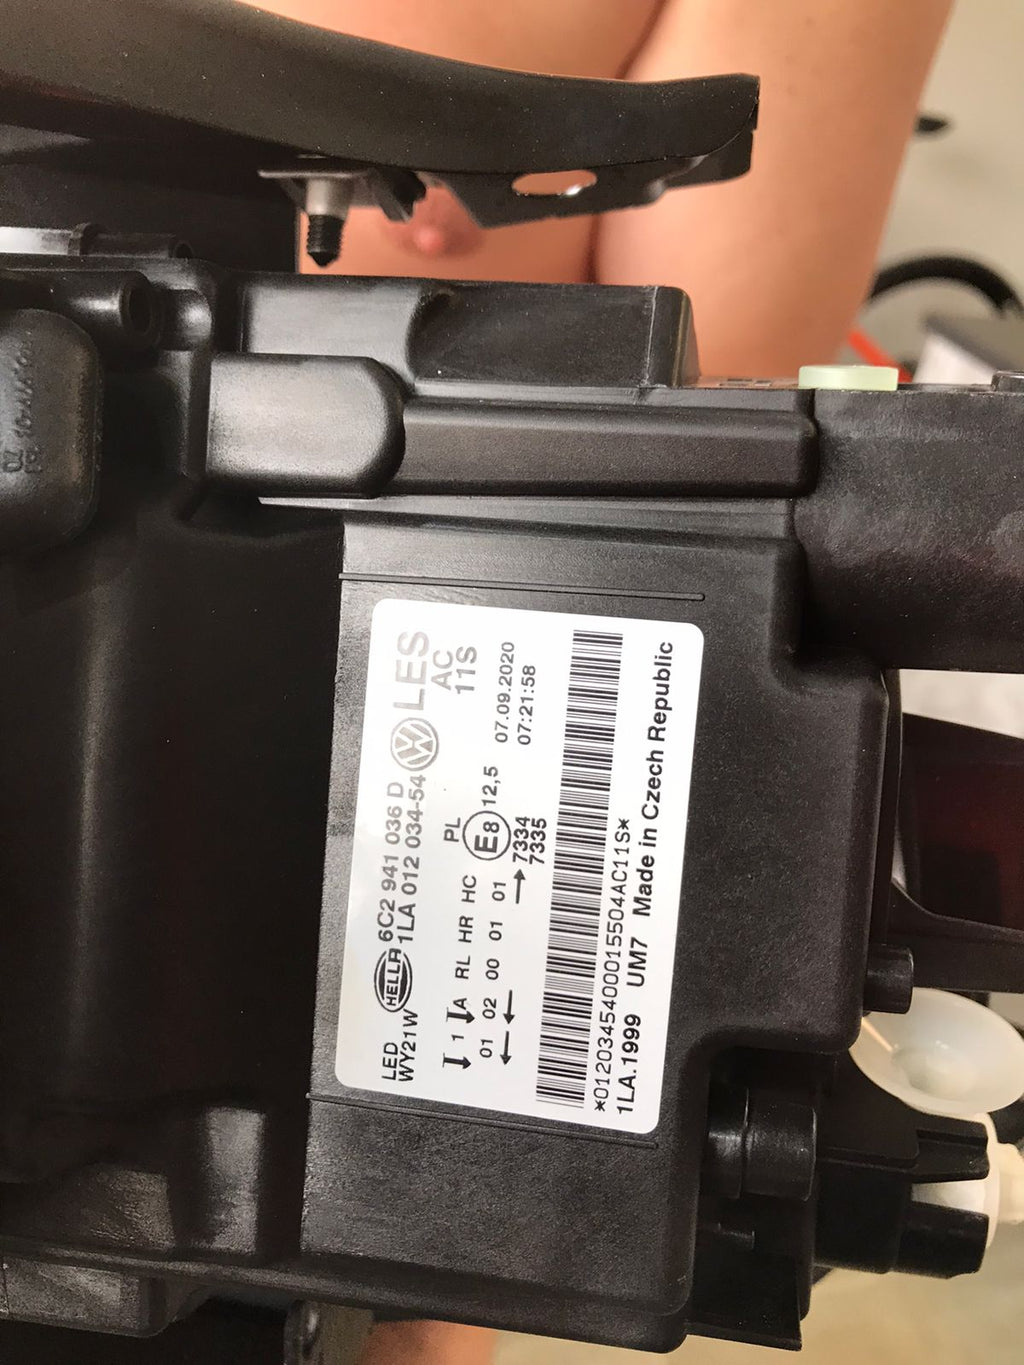 HELLA 6C2 941 036 D
1LA 012 034-54
LES
AC
11S
LED
WY21W
PL
1 A RL HR HC
E8 12,5
01 02 00 01 01
7334
7335
07.09.2020
07:21:58
*01203454000155O4AC11S*
1LA.1999 UM7 Made in Czech Republic